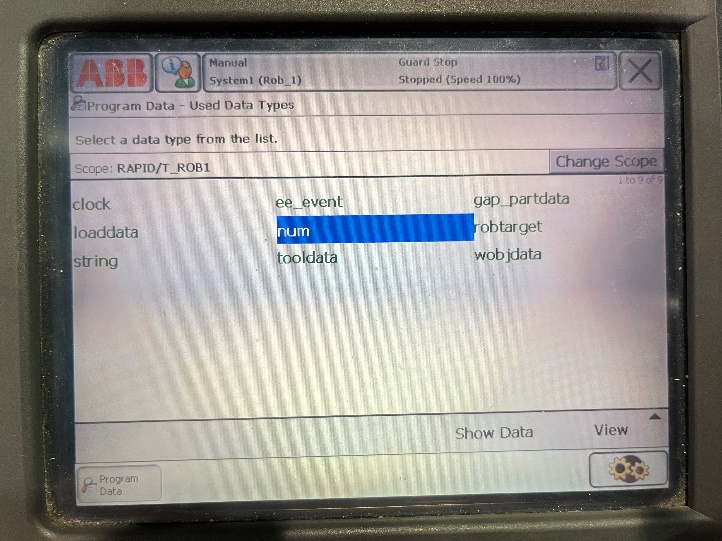 ABB
Manual
System1 (Rob_1)
Guard Stop
Stopped (Speed 100%)
Program Data - Used Data Types
Select a data type from the list.
Scope: RAPID/T_ROB1
Change Scope
1 to 9 of 9
clock
ee_event
gap_partdata
loaddata
num
robtarget
string
tooldata
wobjdata
Show Data
View
Program
Data